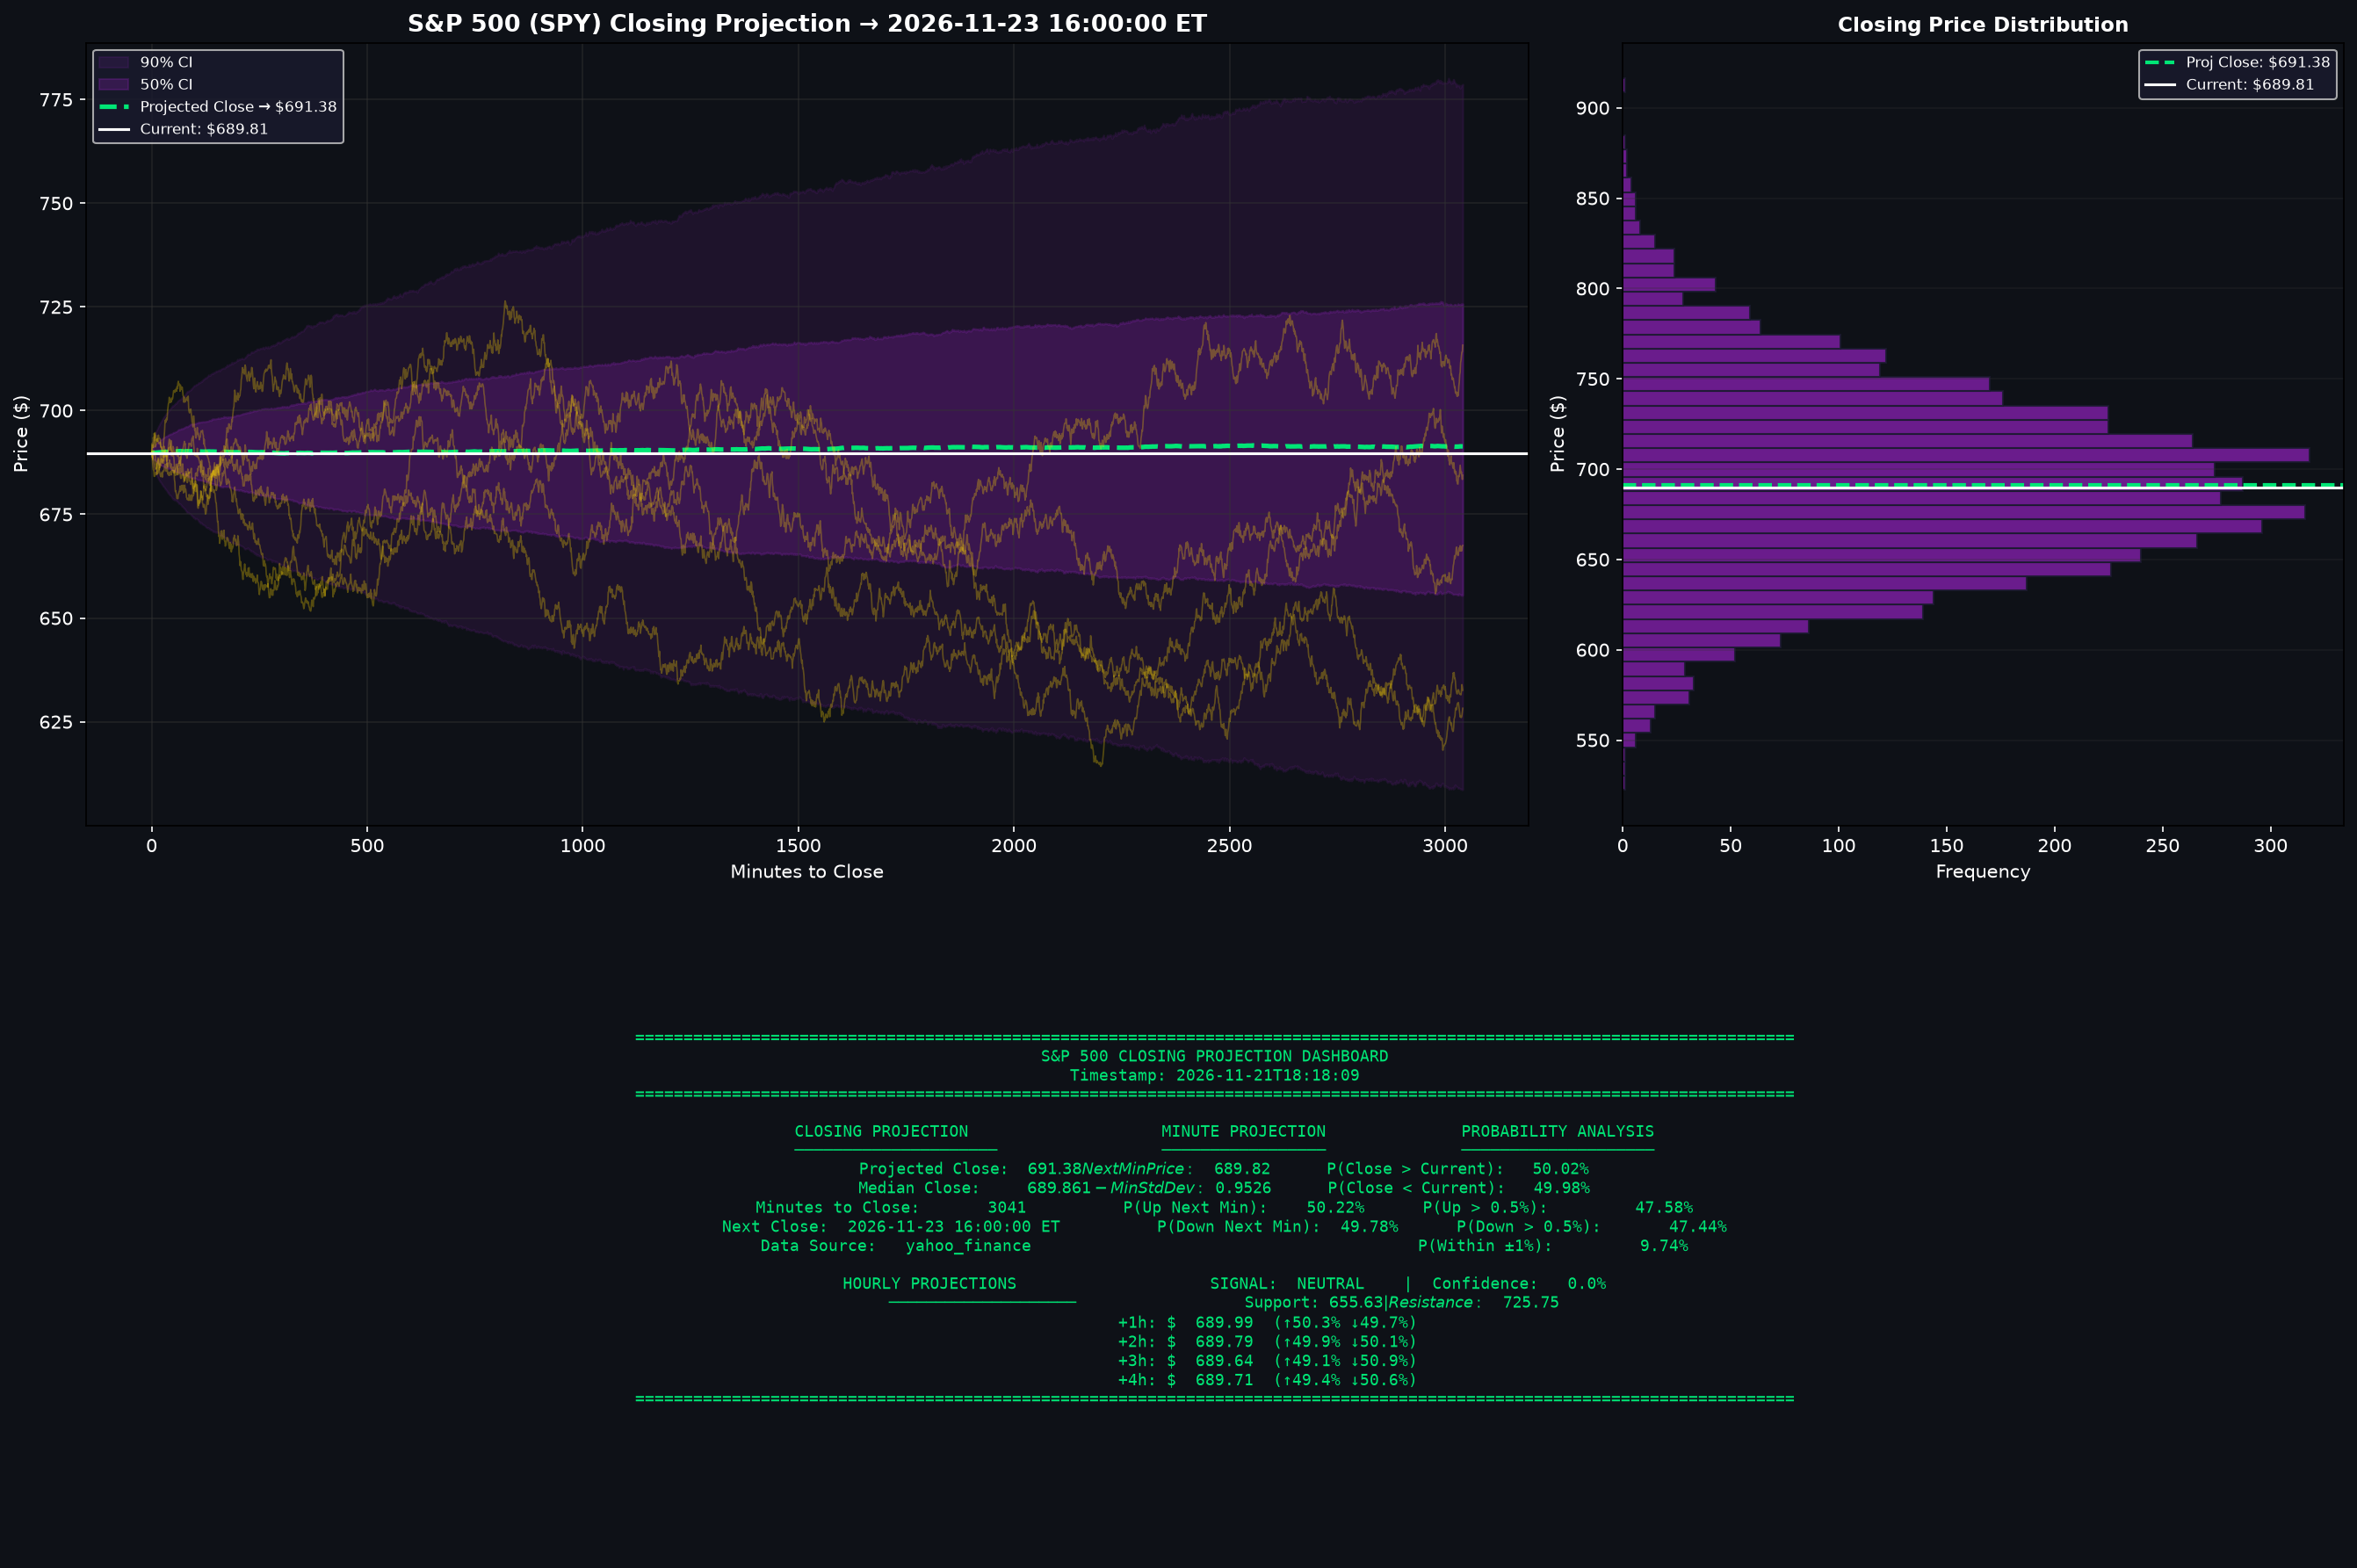 S&P 500 (SPY) Closing Projection → 2026-11-23 16:00:00 ET
90% CI
50% CI
Projected Close → $691.38
Current: $689.81
Price ($)
775
750
725
700
675
650
625
0 500 1000 1500 2000 2500 3000
Minutes to Close
Closing Price Distribution
Proj Close: $691.38
Current: $689.81
Price ($)
900
850
800
750
700
650
600
550
0 50 100 150 200 250 300
Frequency
S&P 500 CLOSING PROJECTION DASHBOARD
Timestamp: 2026-11-21T18:18:09
CLOSING PROJECTION MINUTE PROJECTION PROBABILITY ANALYSIS
Projected Close: 691.38NextMinPrice: 689.82 P(Close > Current): 50.02%
Median Close: 689.861−MinStdDev: 0.9526 P(Close < Current): 49.98%
Minutes to Close: 3041 P(Up Next Min): 50.22% P(Up > 0.5%): 47.58%
Next Close: 2026-11-23 16:00:00 ET P(Down Next Min): 49.78% P(Down > 0.5%): 47.44%
Data Source: yahoo_finance P(Within ±1%): 9.74%
HOURLY PROJECTIONS SIGNAL: NEUTRAL | Confidence: 0.0%
Support: 655.63|Resistance: 725.75
+1h: $ 689.99 (↑50.3% ↓49.7%)
+2h: $ 689.79 (↑49.9% ↓50.1%)
+3h: $ 689.64 (↑49.1% ↓50.9%)
+4h: $ 689.71 (↑49.4% ↓50.6%)